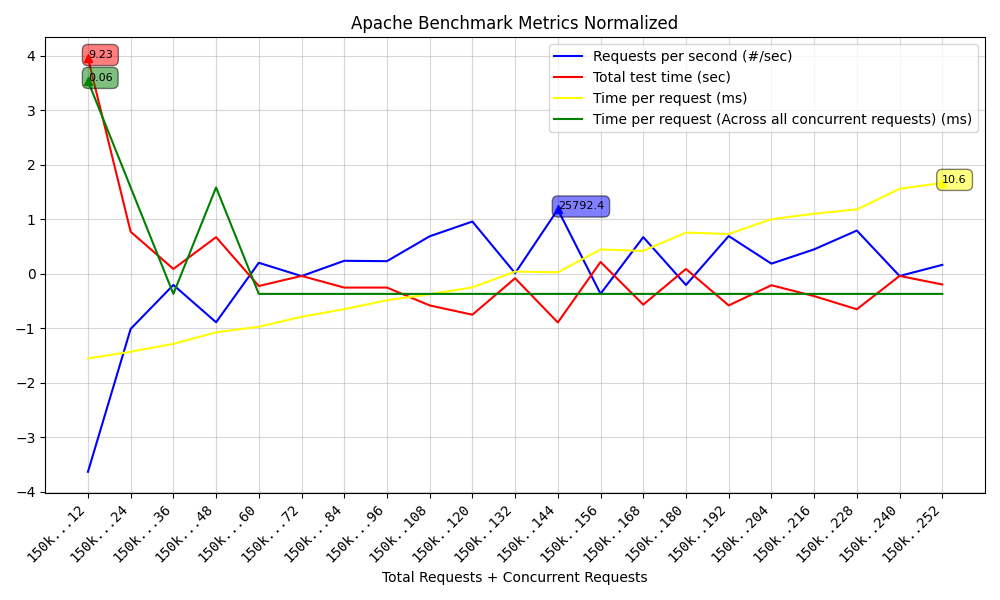 Apache Benchmark Metrics Normalized
Requests per second (#/sec)
Total test time (sec)
Time per request (ms)
Time per request (Across all concurrent requests) (ms)
9.23
0.06
25792.4
10.6
4
3
2
1
0
−1
−2
−3
−4
150k...12
150k...24
150k...36
150k...48
150k...60
150k...72
150k...84
150k...96
150k...108
150k...120
150k...132
150k...144
150k...156
150k...168
150k...180
150k...192
150k...204
150k...216
150k...228
150k...240
150k...252
Total Requests + Concurrent Requests